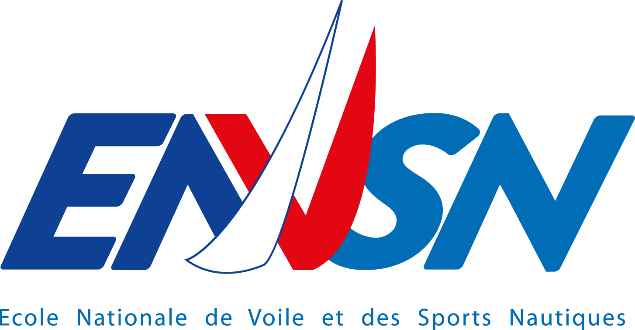 ENVSN
Ecole Nationale de Voile et des Sports Nautiques